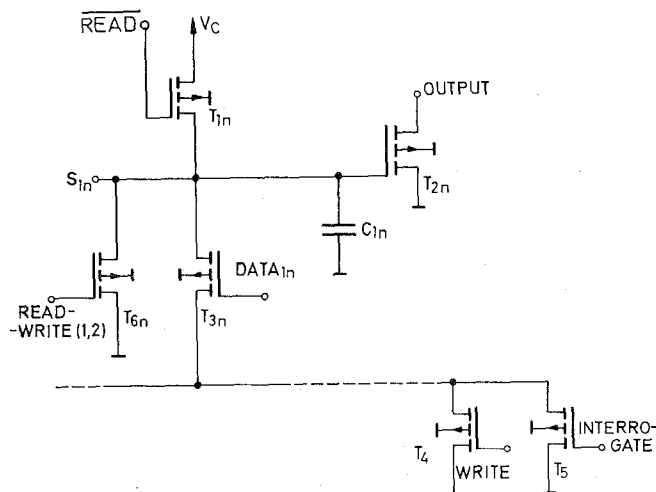 READ
Vc
T1n
OUTPUT
S1n
T2n
C1n
DATA1n
READ-
-WRITE (1,2)
T6n
T3n
INTERRO-
GATE
T4
WRITE
T5